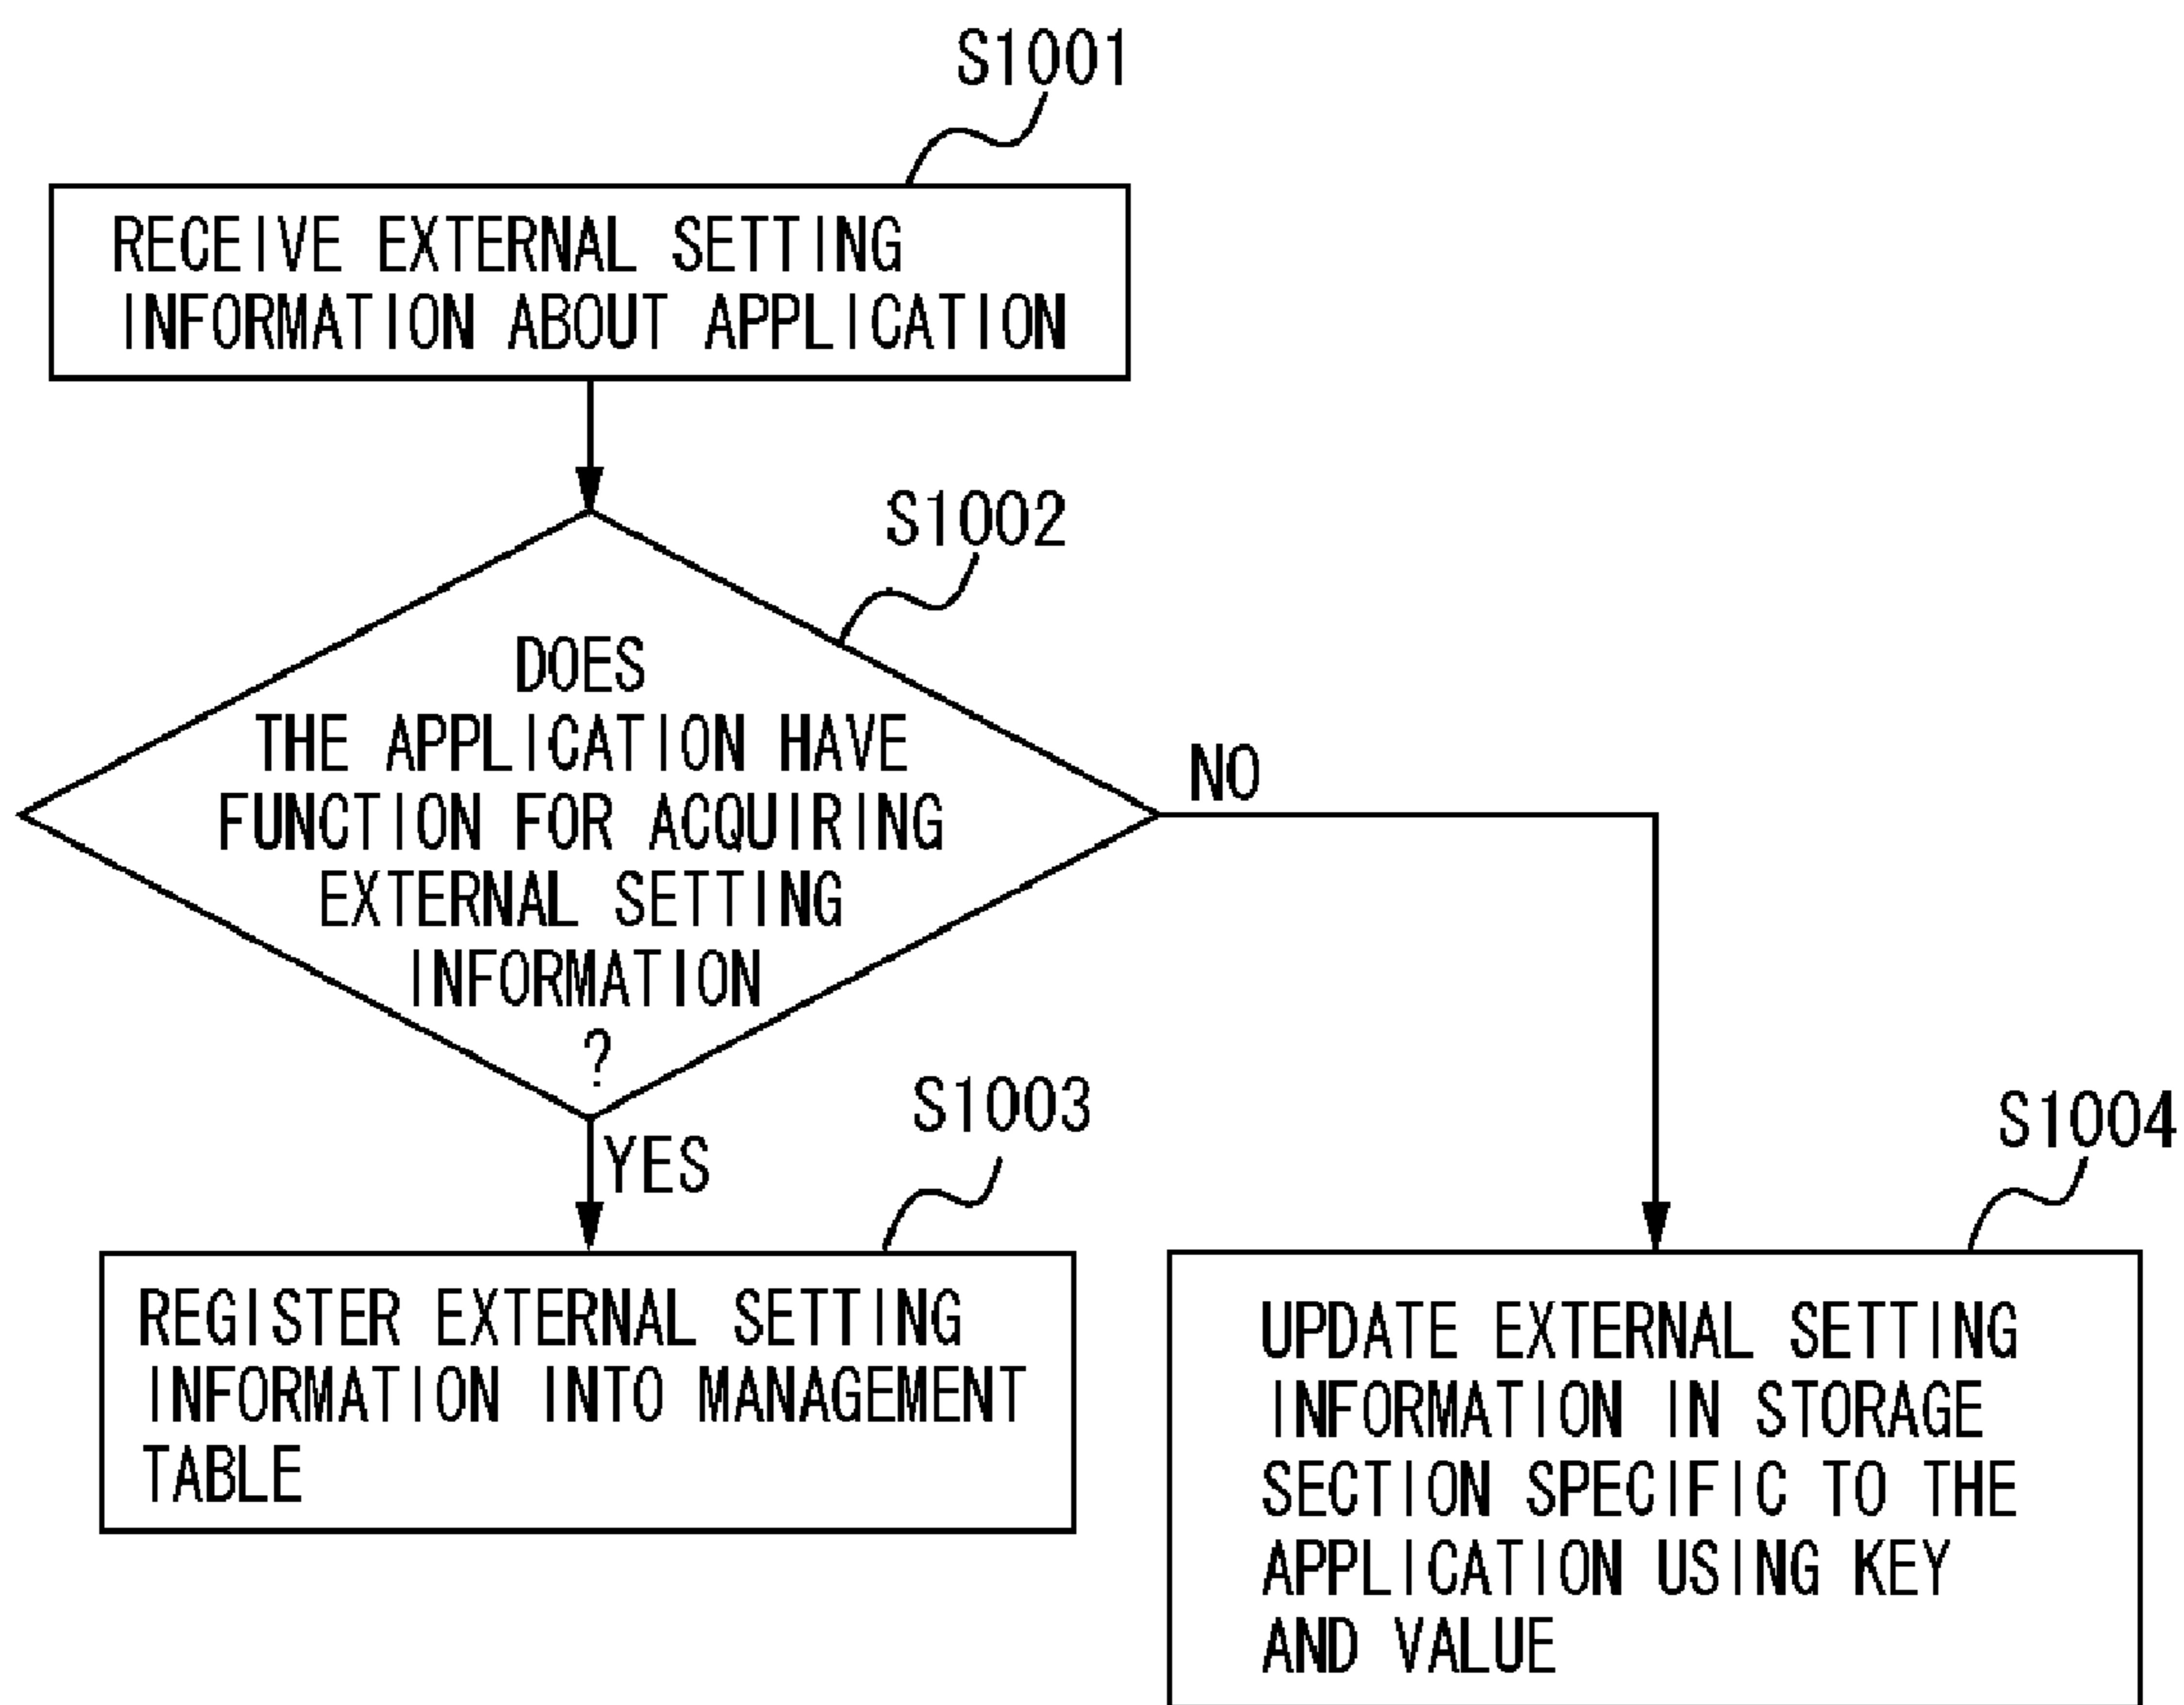 S1001
RECEIVE EXTERNAL SETTING
INFORMATION ABOUT APPLICATION
S1002
DOES
THE APPLICATION HAVE
FUNCTION FOR ACQUIRING
EXTERNAL SETTING
INFORMATION
?
NO
YES
S1003
REGISTER EXTERNAL SETTING
INFORMATION INTO MANAGEMENT
TABLE
S1004
UPDATE EXTERNAL SETTING
INFORMATION IN STORAGE
SECTION SPECIFIC TO THE
APPLICATION USING KEY
AND VALUE